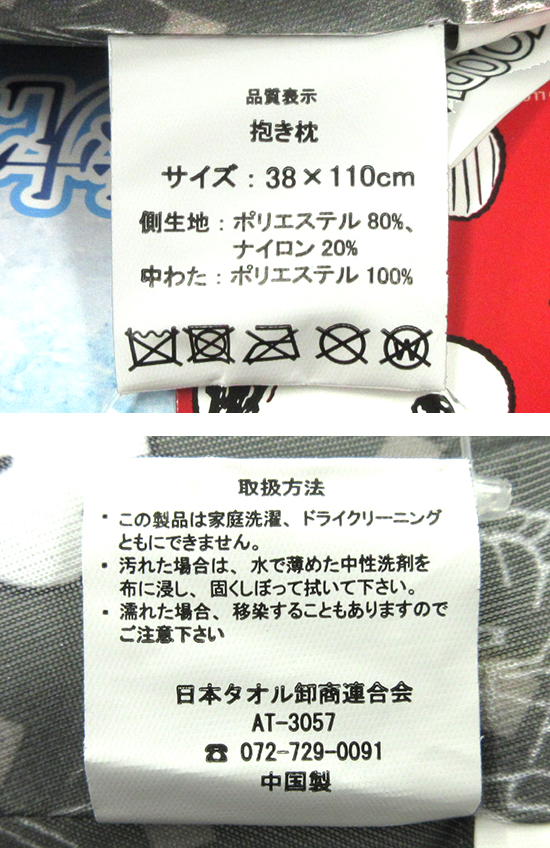 品質表示
抱き枕
サイズ：38×110cm
側生地：ポリエステル 80%、
ナイロン 20%
中わた：ポリエステル 100%
取扱方法
・この製品は家庭洗濯、ドライクリーニング
ともにできません。
・汚れた場合は、水で薄めた中性洗剤を
布に浸し、固くしぼって拭いて下さい。
・濡れた場合、移染することもありますので
ご注意下さい
日本タオル卸商連合会
AT-3057
☎ 072-729-0091
中国製